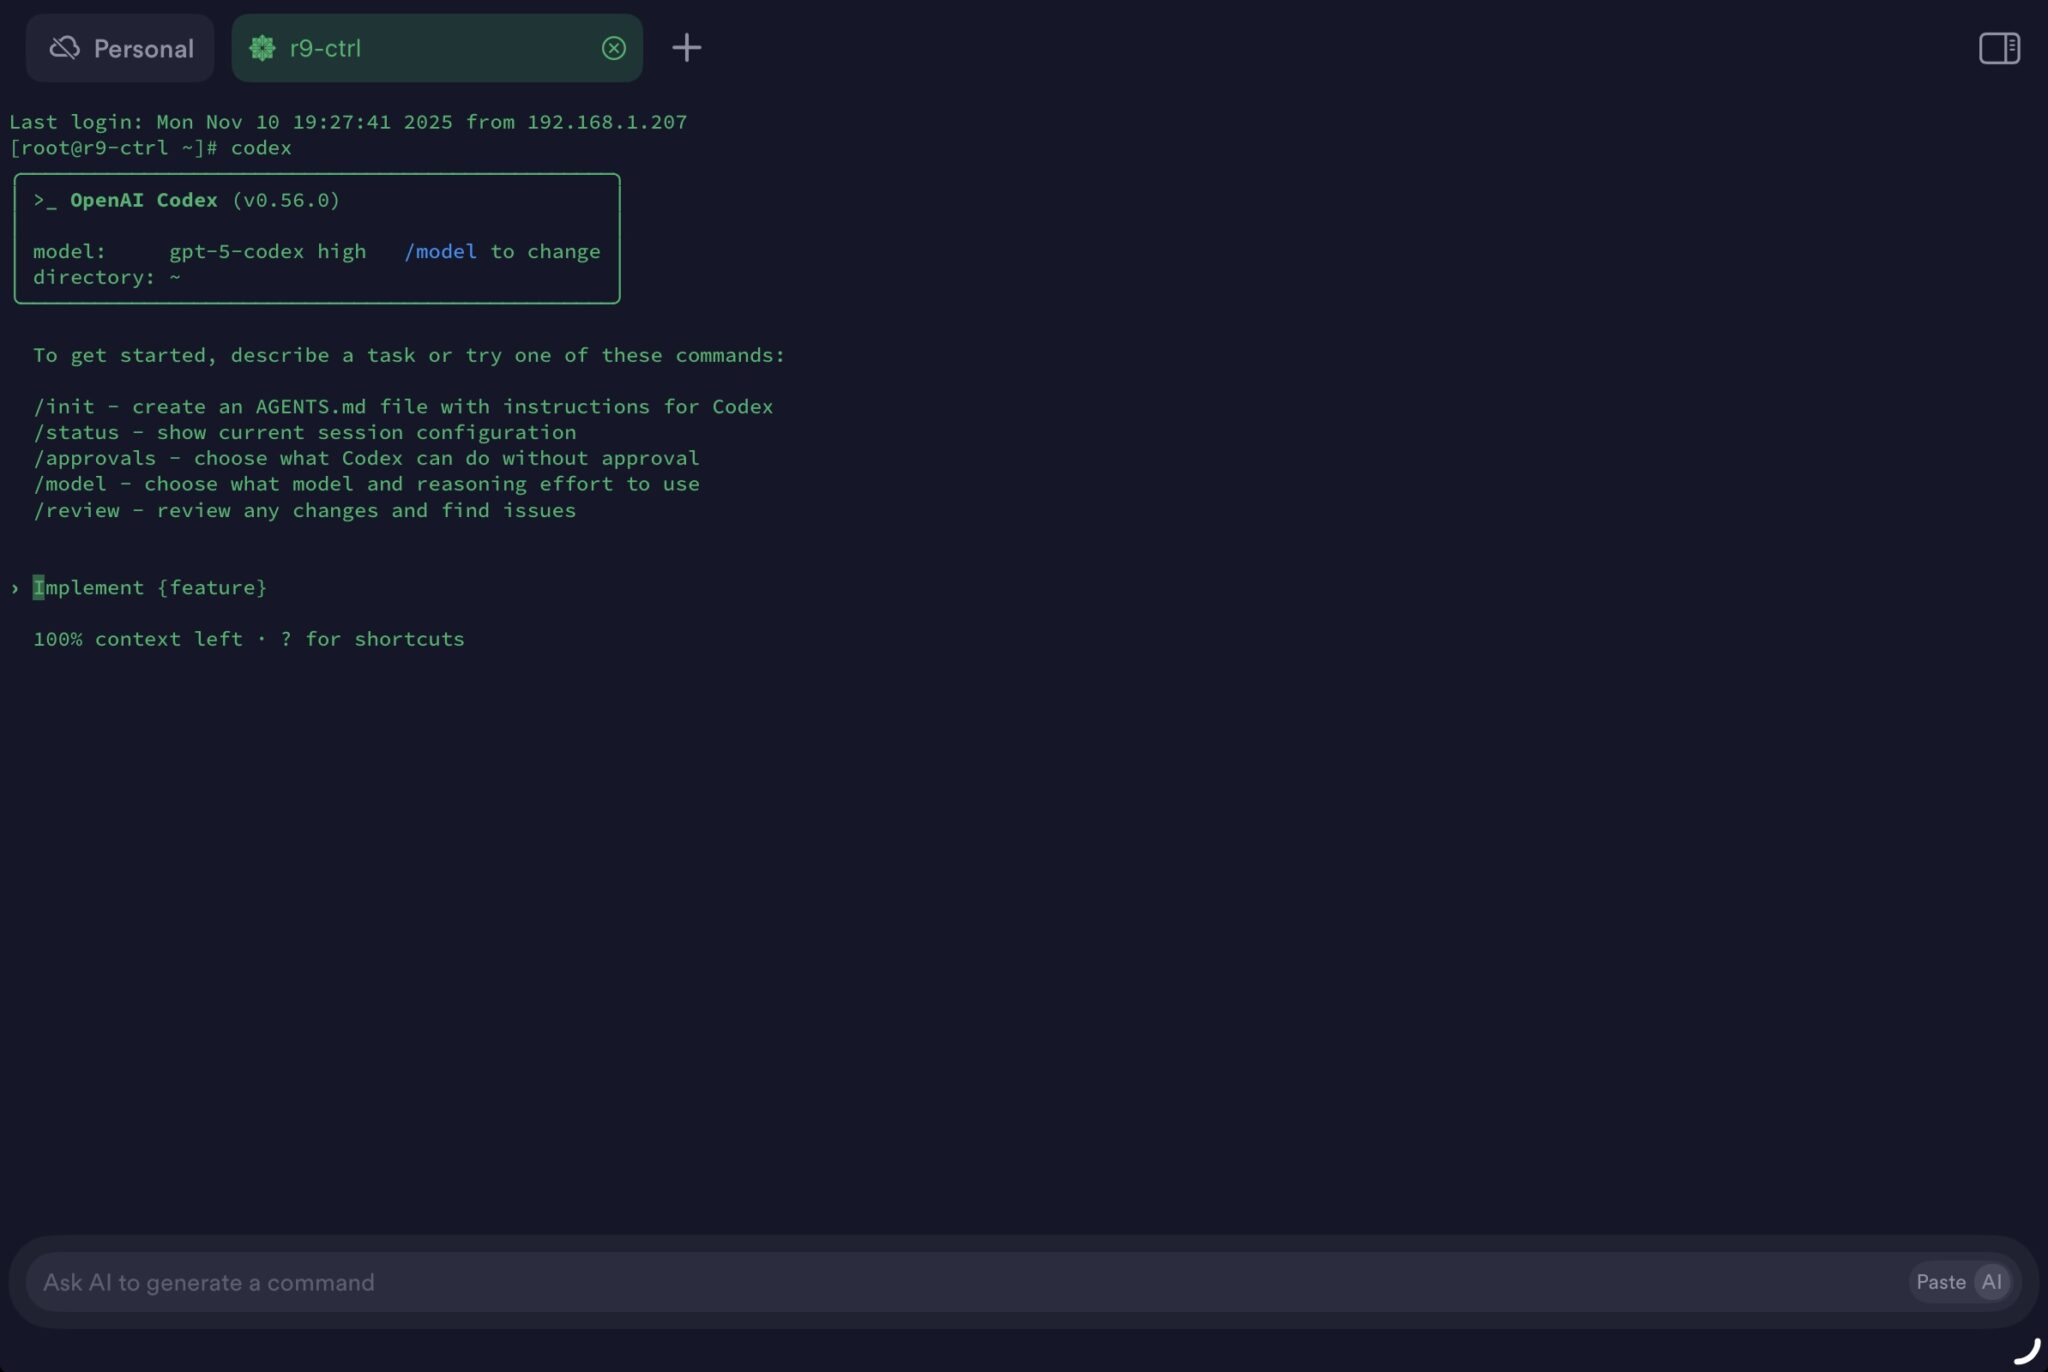 Personal
r9-ctrl
Last login: Mon Nov 10 19:27:41 2025 from 192.168.1.207
[root@r9-ctrl ~]# codex
>_ OpenAI Codex (v0.56.0)
model:     gpt-5-codex high   /model to change
directory: ~
To get started, describe a task or try one of these commands:
/init - create an AGENTS.md file with instructions for Codex
/status - show current session configuration
/approvals - choose what Codex can do without approval
/model - choose what model and reasoning effort to use
/review - review any changes and find issues
› Implement {feature}
100% context left · ? for shortcuts
Ask AI to generate a command
Paste AI